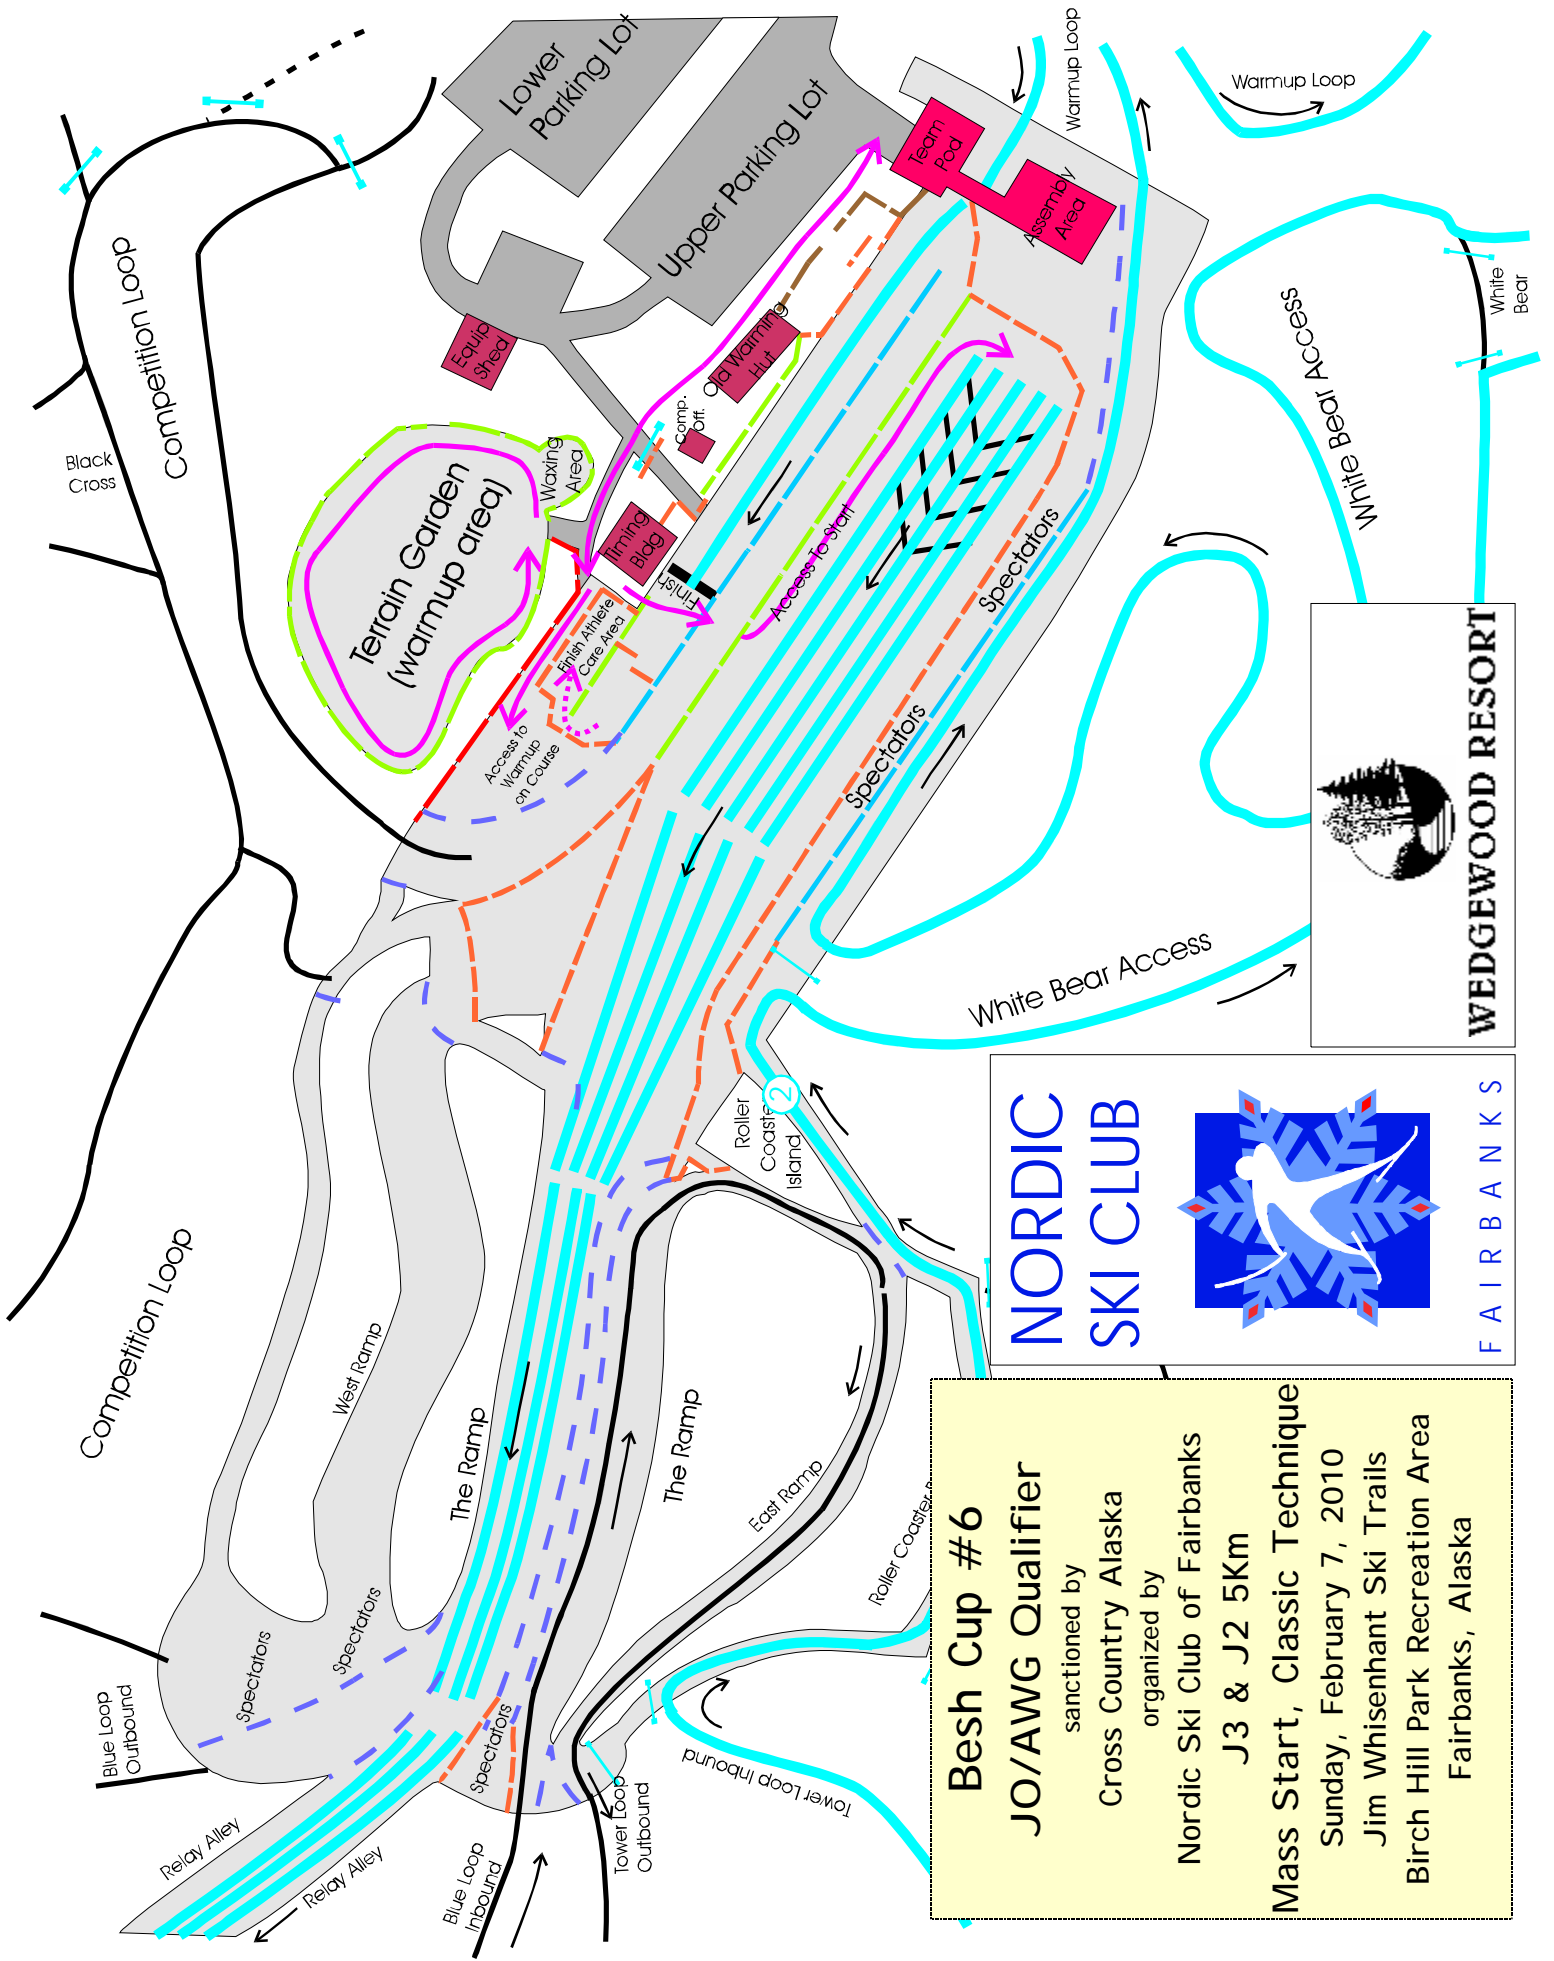 Lower
Parking Lot
Upper Parking Lot
Warmup Loop
Warmup Loop
Team
Pod
Assembly
Area
Competition Loop
Equip
Shed
Old Warming
Hut
Comp.
Off.
White
Bear
White Bear Access
Black
Cross
Waxing
Area
Terrain Garden
(warmup area)
Timing
Bldg
Finish
Access To Start
Spectators
Finish Athlete
Care Area
Access to
Warmup
on Course
Spectators
White Bear Access
WEDGEWOOD RESORT
Roller
Coaste
Island
2
NORDIC
SKI CLUB
FAIRBANKS
Competition Loop
West Ramp
The Ramp
The Ramp
East Ramp
Roller Coaster
Spectators
Spectators
Spectators
Blue Loop
Outbound
Relay Alley
Relay Alley
Blue Loop
Inbound
Tower Loop
Outbound
Tower Loop Inbound
Besh Cup #6
JO/AWG Qualifier
sanctioned by
Cross Country Alaska
organized by
Nordic Ski Club of Fairbanks
J3 & J2 5Km
Mass Start, Classic Technique
Sunday, February 7, 2010
Jim Whisenhant Ski Trails
Birch Hill Park Recreation Area
Fairbanks, Alaska